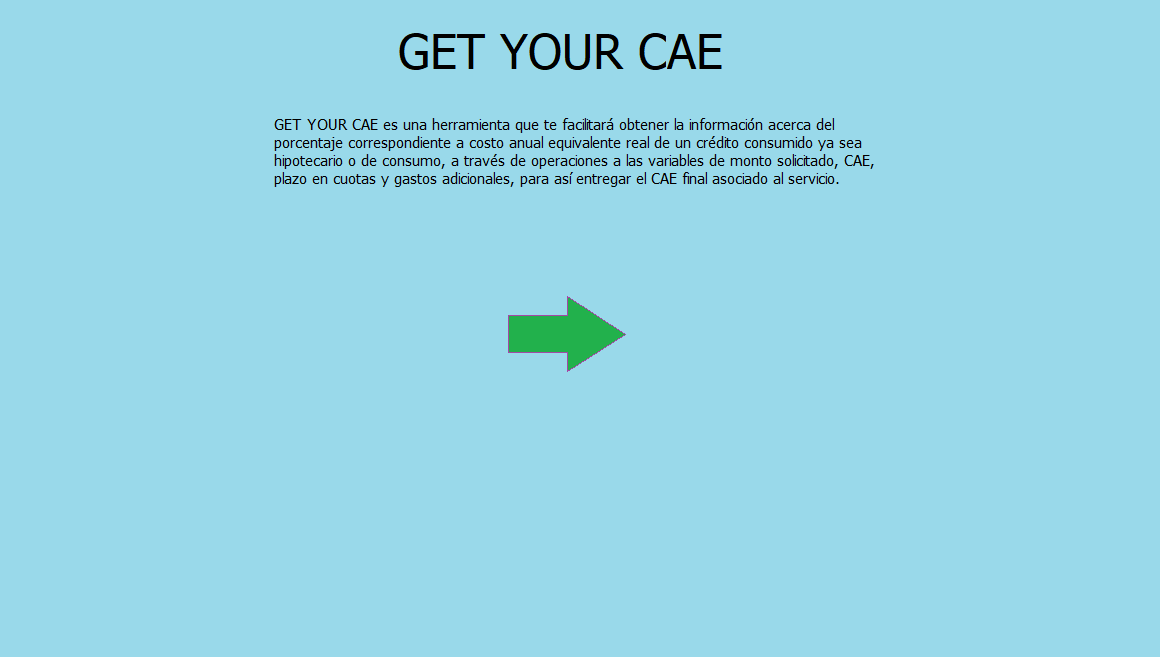 GET YOUR CAE
GET YOUR CAE es una herramienta que te facilitará obtener la información acerca del
porcentaje correspondiente a costo anual equivalente real de un crédito consumido ya sea
hipotecario o de consumo, a través de operaciones a las variables de monto solicitado, CAE,
plazo en cuotas y gastos adicionales, para así entregar el CAE final asociado al servicio.